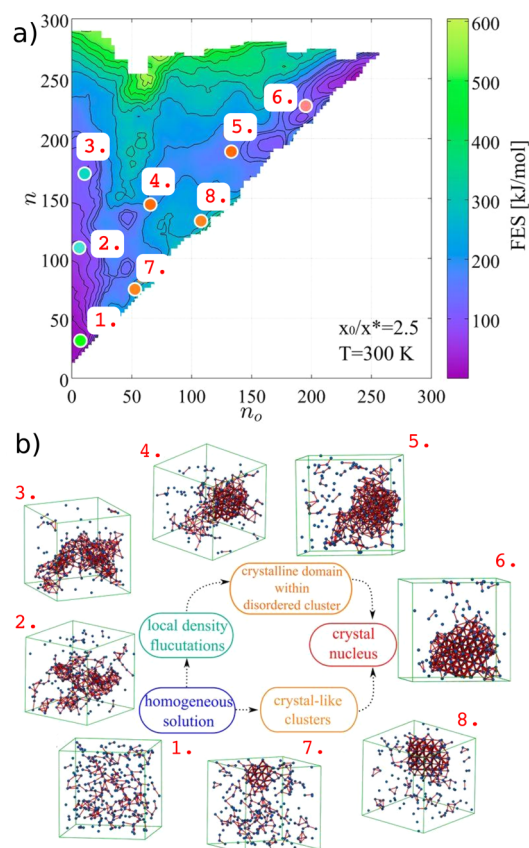 a)
300
250
200
150
100
50
0
n
0
50
100
150
200
250
300
nₒ
1.
2.
3.
4.
5.
6.
7.
8.
x₀/x*=2.5
T=300 K
600
500
400
300
200
100
FES [kJ/mol]
b)
4.
5.
3.
6.
2.
crystalline domain
within
disordered cluster
local density
flucutations
crystal
nucleus
homogeneous
solution
crystal-like
clusters
1.
7.
8.